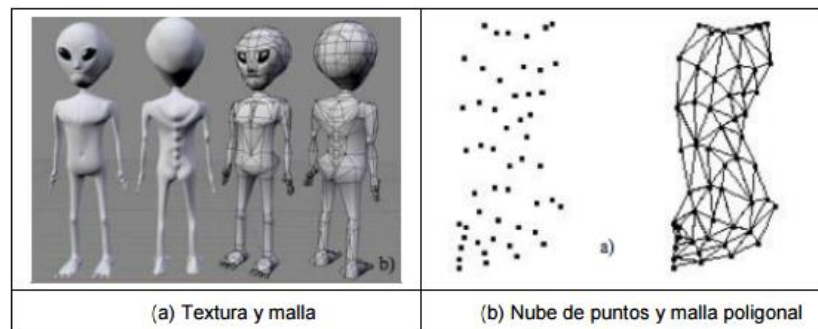 b)
a)
(a) Textura y malla
(b) Nube de puntos y malla poligonal